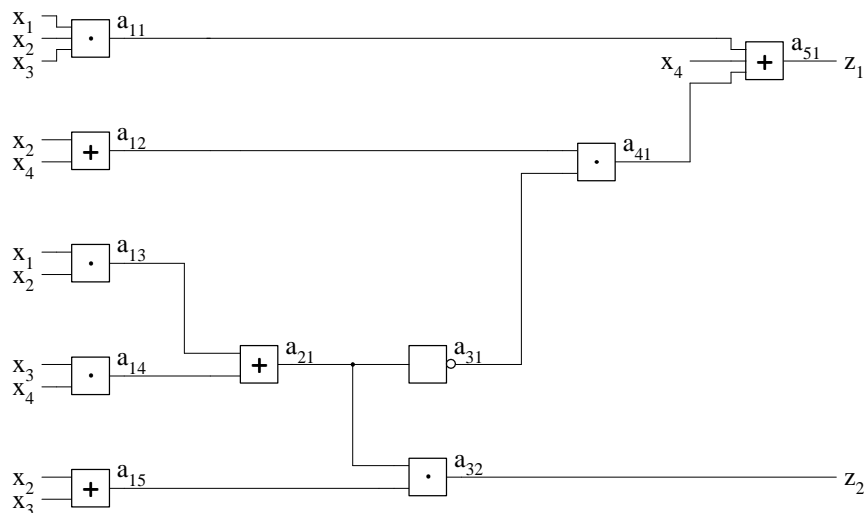 x₁
x₂
x₃
·
a₁₁
x₄
+
a₅₁
z₁
x₂
x₄
+
a₁₂
·
a₄₁
x₁
x₂
·
a₁₃
x₃
x₄
·
a₁₄
+
a₂₁
a₃₁
x₂
x₃
+
a₁₅
·
a₃₂
z₂